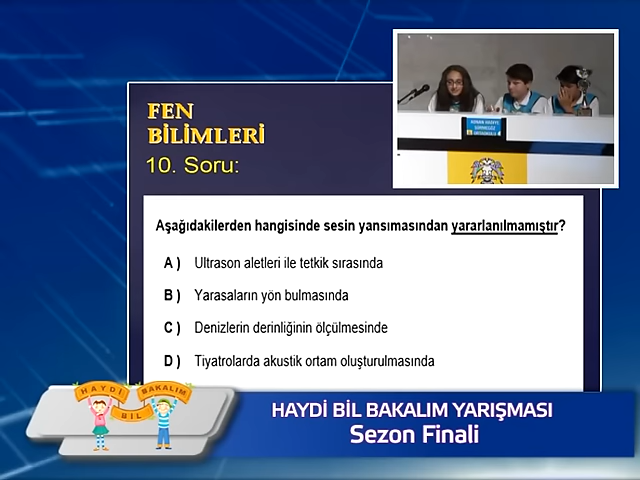 FEN
BİLİMLERİ
10. Soru:
Aşağıdakilerden hangisinde sesin yansımasından yararlanılmamıştır?
A ) Ultrason aletleri ile tetkik sırasında
B ) Yarasaların yön bulmasında
C ) Denizlerin derinliğinin ölçülmesinde
D ) Tiyatrolarda akustik ortam oluşturulmasında
HAYDİ
BAKALIM
BİL
HAYDİ BİL BAKALIM YARIŞMASI
Sezon Finali